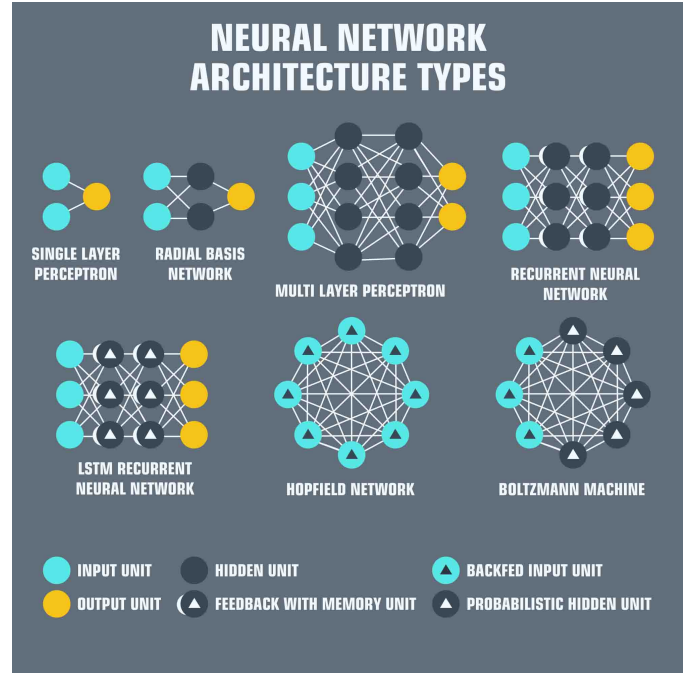 NEURAL NETWORK
ARCHITECTURE TYPES
SINGLE LAYER
PERCEPTRON
RADIAL BASIS
NETWORK
MULTI LAYER PERCEPTRON
RECURRENT NEURAL
NETWORK
LSTM RECURRENT
NEURAL NETWORK
HOPFIELD NETWORK
BOLTZMANN MACHINE
INPUT UNIT
HIDDEN UNIT
BACKFED INPUT UNIT
OUTPUT UNIT
FEEDBACK WITH MEMORY UNIT
PROBABILISTIC HIDDEN UNIT